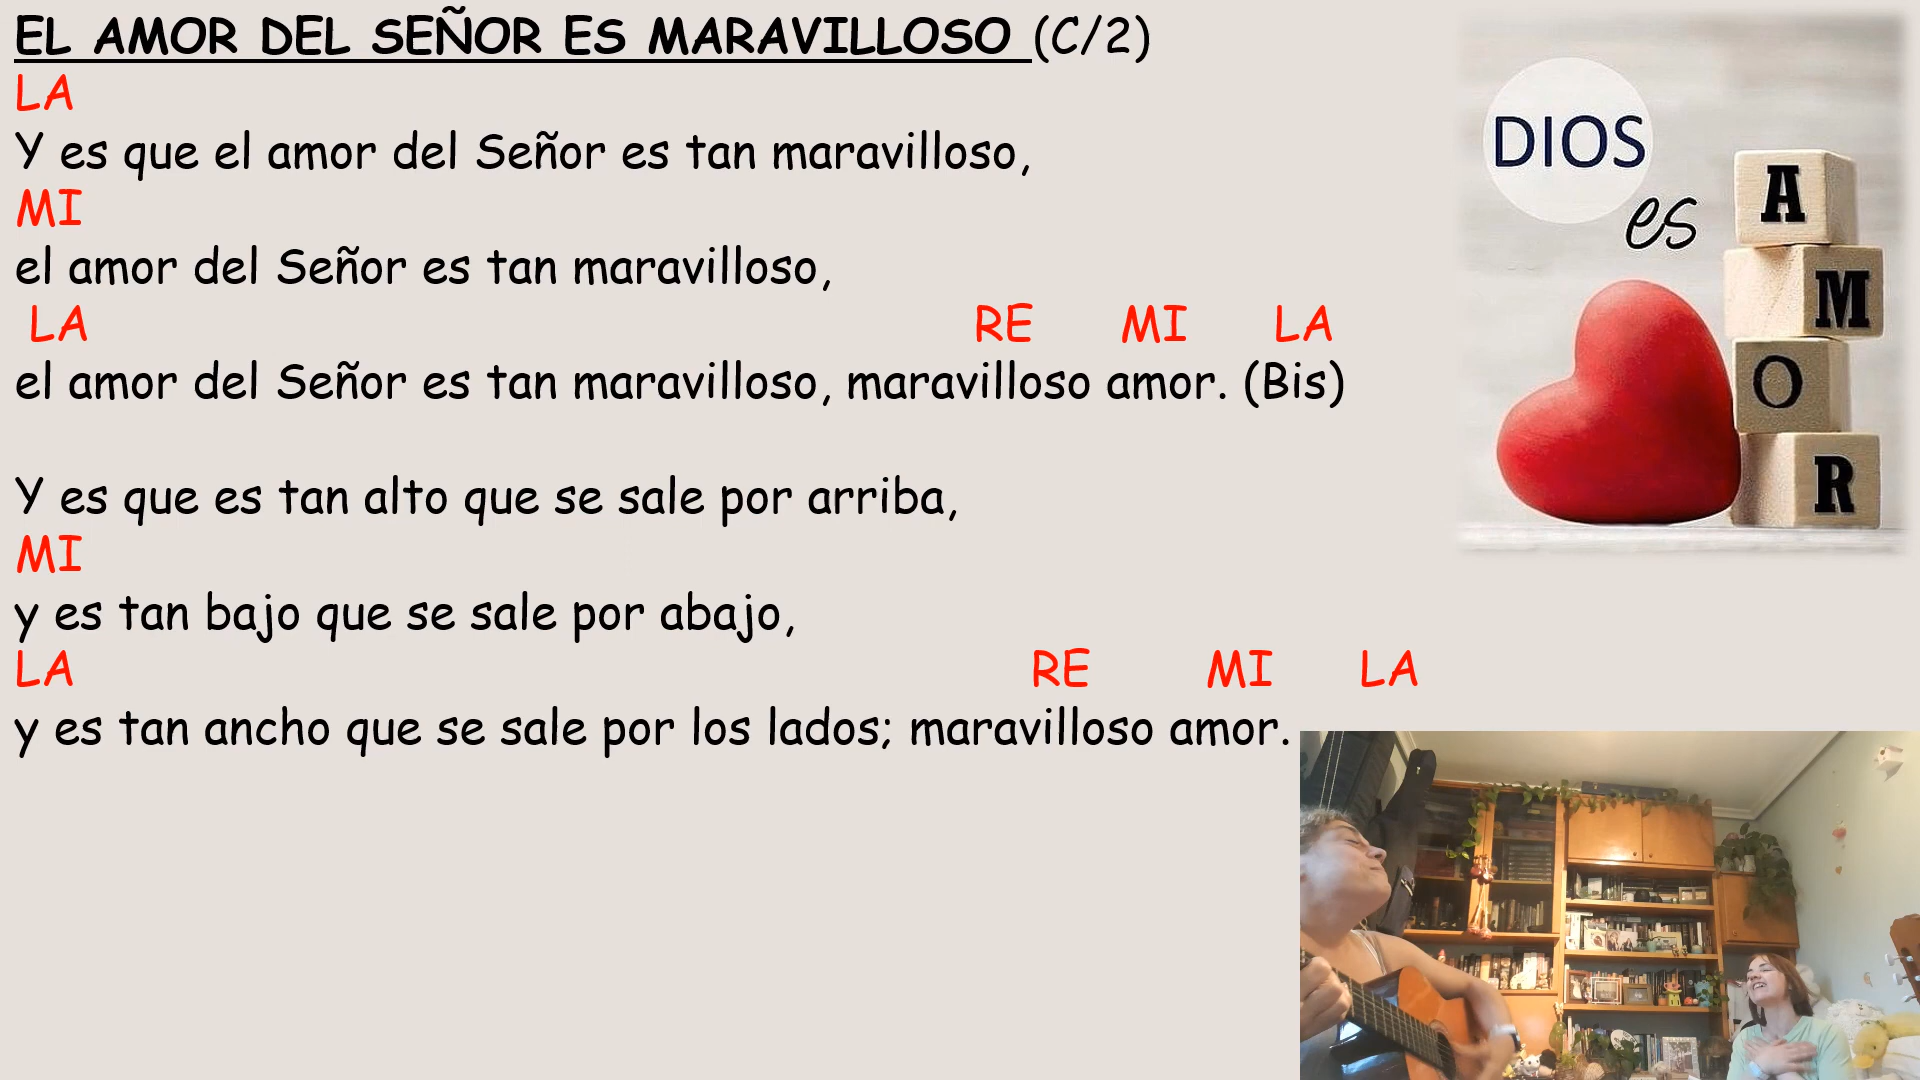 EL AMOR DEL SEÑOR ES MARAVILLOSO (C/2)
LA
Y es que el amor del Señor es tan maravilloso,
MI
el amor del Señor es tan maravilloso,
LA RE MI LA
el amor del Señor es tan maravilloso, maravilloso amor. (Bis)
Y es que es tan alto que se sale por arriba,
MI
y es tan bajo que se sale por abajo,
LA RE MI LA
y es tan ancho que se sale por los lados; maravilloso amor.
DIOS
es
A
M
O
R